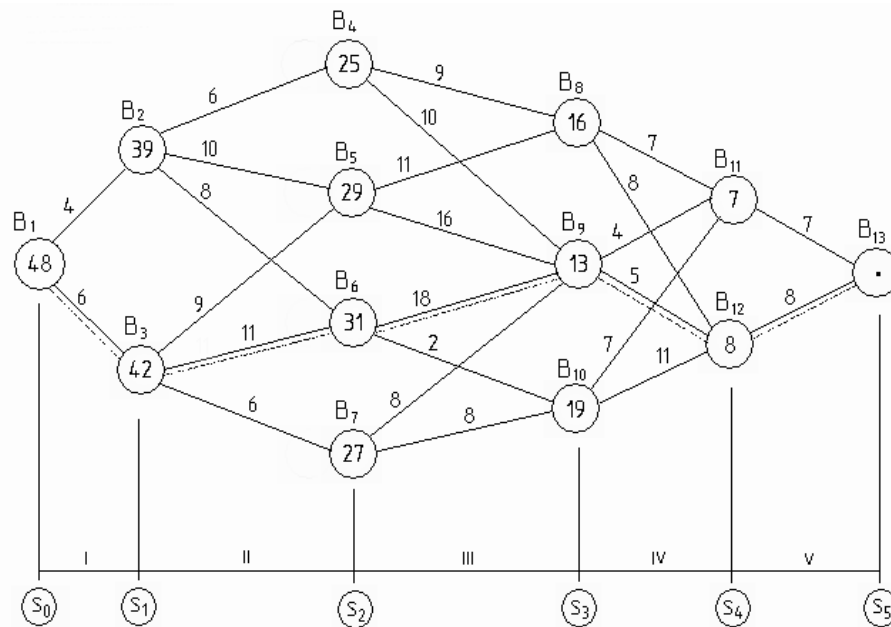 B₄
25
9
6
10
B₂
B₈
39
16
10
B₅
11
7
B₁₁
8
29
8
7
4
B₁
16
B₉
4
7
B₁₃
48
13
.
6
9
B₆
18
5
B₁₂
8
B₃
11
31
2
7
8
42
B₁₀
11
6
B₇
8
8
19
27
I II III IV V
S₀ S₁ S₂ S₃ S₄ S₅